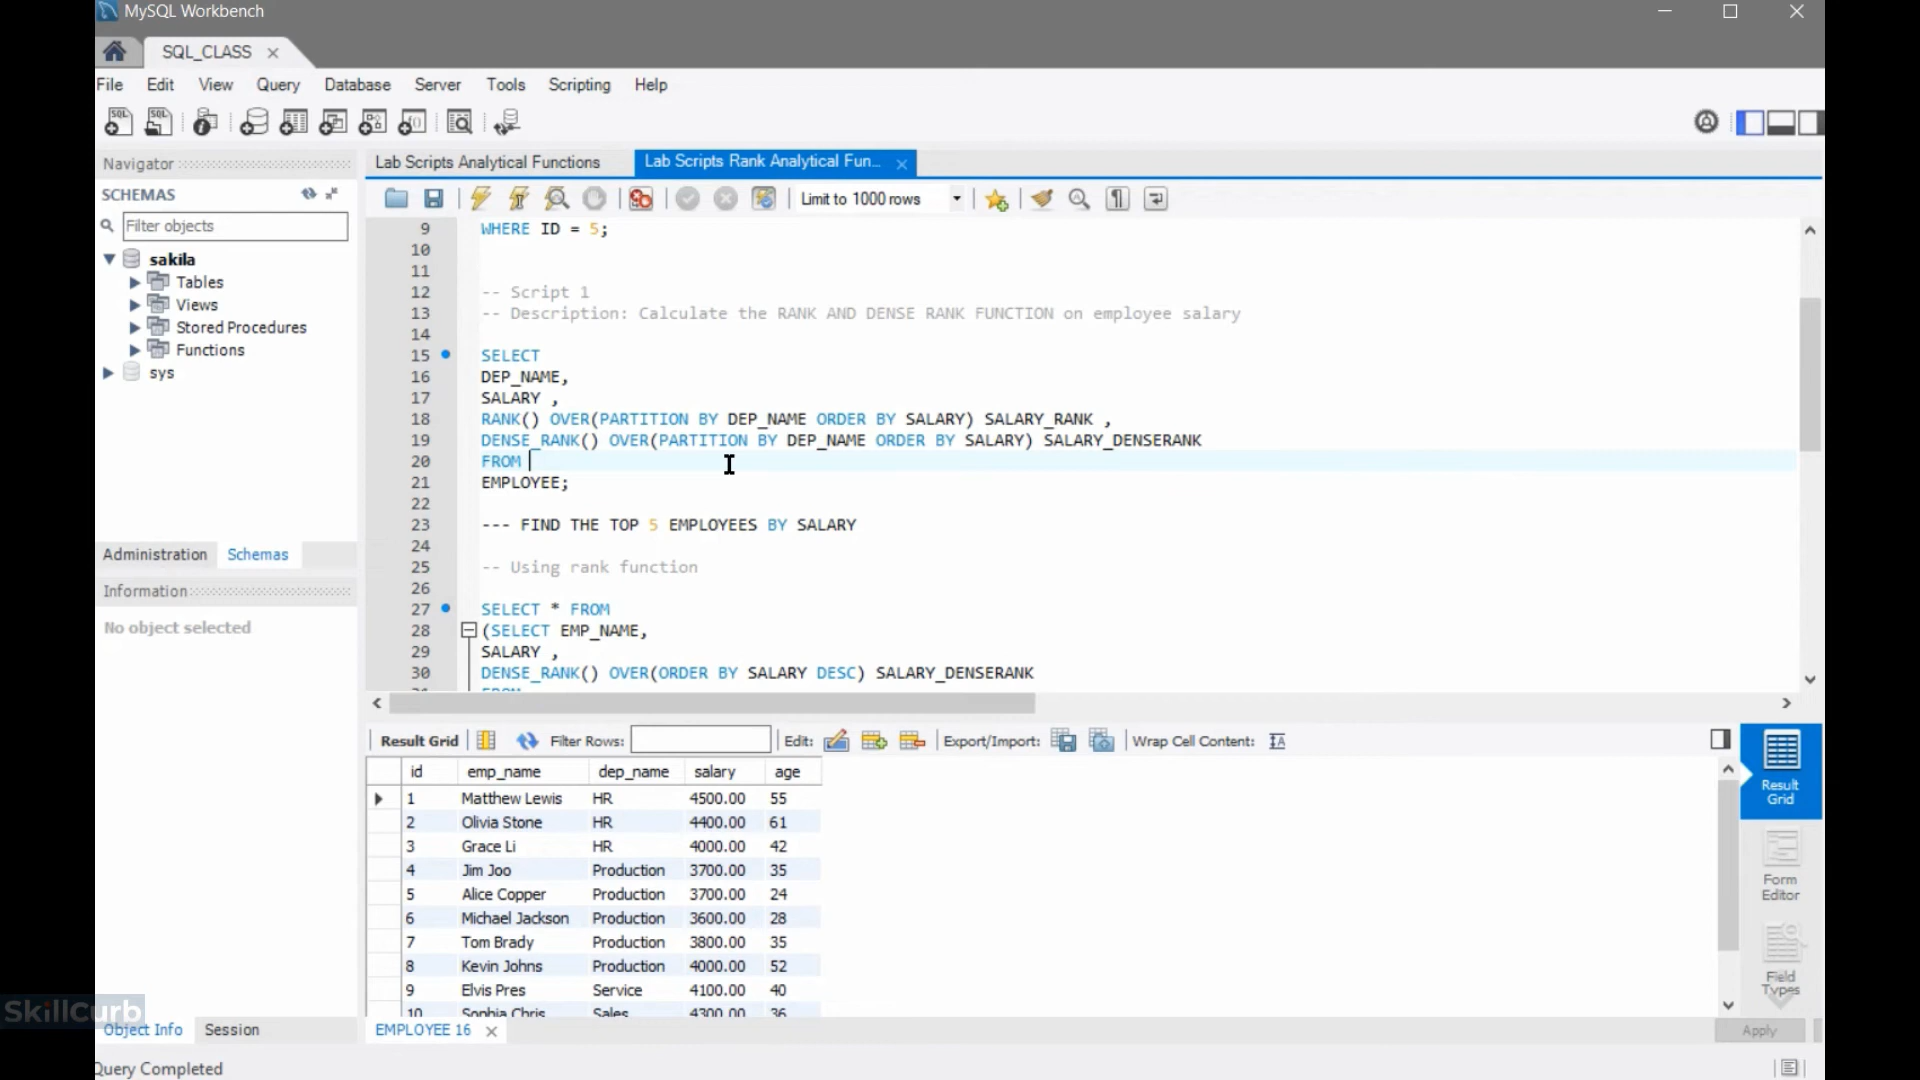 MySQL Workbench
SQL_CLASS
File Edit View Query Database Server Tools Scripting Help
Navigator
SCHEMAS
Filter objects
sakila
Tables
Views
Stored Procedures
Functions
sys
Administration Schemas
Information
No object selected
Object Info Session
Query Completed
SkillCurb
Lab Scripts Analytical Functions
Lab Scripts Rank Analytical Fun...
Limit to 1000 rows
9 WHERE ID = 5;
10
11
12 -- Script 1
13 -- Description: Calculate the RANK AND DENSE RANK FUNCTION on employee salary
14
15 SELECT
16 DEP_NAME,
17 SALARY ,
18 RANK() OVER(PARTITION BY DEP_NAME ORDER BY SALARY) SALARY_RANK ,
19 DENSE_RANK() OVER(PARTITION BY DEP_NAME ORDER BY SALARY) SALARY_DENSERANK
20 FROM
21 EMPLOYEE;
22
23 --- FIND THE TOP 5 EMPLOYEES BY SALARY
24
25 -- Using rank function
26
27 SELECT * FROM
28 (SELECT EMP_NAME,
29 SALARY ,
30 DENSE_RANK() OVER(ORDER BY SALARY DESC) SALARY_DENSERANK
Result Grid Filter Rows: Edit: Export/Import: Wrap Cell Content:
id emp_name dep_name salary age
1 Matthew Lewis HR 4500.00 55
2 Olivia Stone HR 4400.00 61
3 Grace Li HR 4000.00 42
4 Jim Joo Production 3700.00 35
5 Alice Copper Production 3700.00 24
6 Michael Jackson Production 3600.00 28
7 Tom Brady Production 3800.00 35
8 Kevin Johns Production 4000.00 52
9 Elvis Pres Service 4100.00 40
10 Sophia Chris Sales 4300.00 36
EMPLOYEE 16
Result Grid
Form Editor
Field Types
Apply